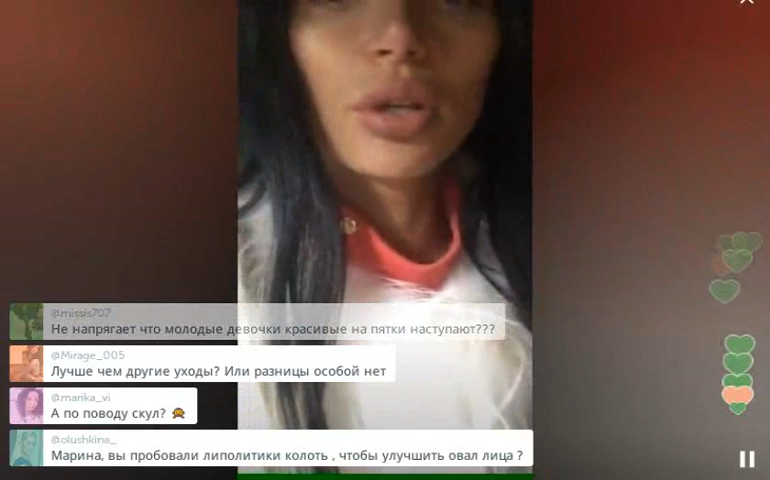 @missis707
Не напрягает что молодые девочки красивые на пятки наступают???
@Mirage_005
Лучше чем другие уходы? Или разницы особой нет
@marika_vi
А по поводу скул? 🙊
@olushkina_
Марина, вы пробовали липолитики колоть , чтобы улучшить овал лица ?